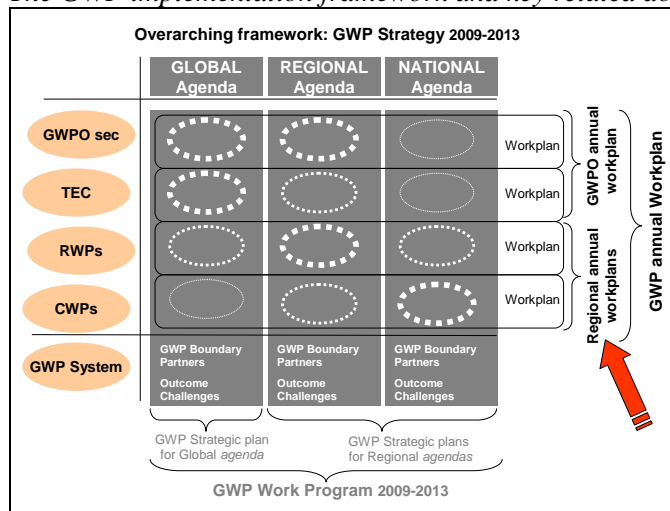 Overarching framework: GWP Strategy 2009-2013
GLOBAL
Agenda
REGIONAL
Agenda
NATIONAL
Agenda
GWPO sec
Workplan
TEC
Workplan
RWPs
Workplan
CWPs
Workplan
GWPO annual
workplan
Regional annual
workplans
GWP annual Workplan
GWP System
GWP Boundary
Partners
Outcome
Challenges
GWP Boundary
Partners
Outcome
Challenges
GWP Boundary
Partners
Outcome
Challenges
GWP Strategic plan
for Global agenda
GWP Strategic plans
for Regional agendas
GWP Work Program 2009-2013